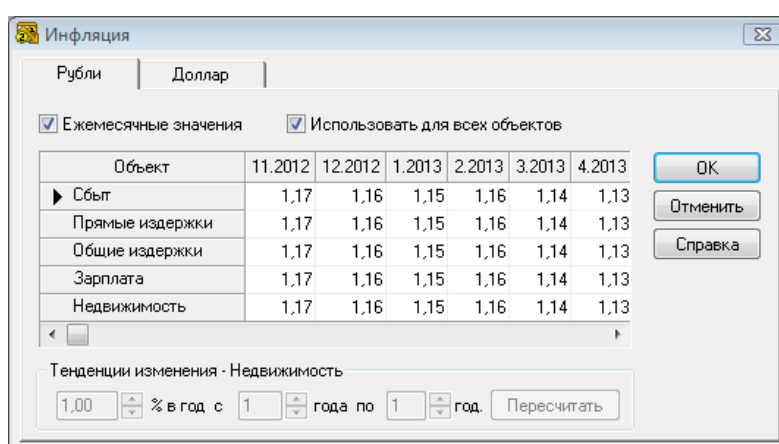 Инфляция
Рубли Доллар
Ежемесячные значения Использовать для всех объектов
Объект 11.2012 12.2012 1.2013 2.2013 3.2013 4.2013 OK
Сбыт 1,17 1,16 1,15 1,16 1,14 1,13 Отменить
Прямые издержки 1,17 1,16 1,15 1,16 1,14 1,13
Общие издержки 1,17 1,16 1,15 1,16 1,14 1,13 Справка
Зарплата 1,17 1,16 1,15 1,16 1,14 1,13
Недвижимость 1,17 1,16 1,15 1,16 1,14 1,13
Тенденции изменения - Недвижимость
1,00 % в год с 1 года по 1 год. Пересчитать